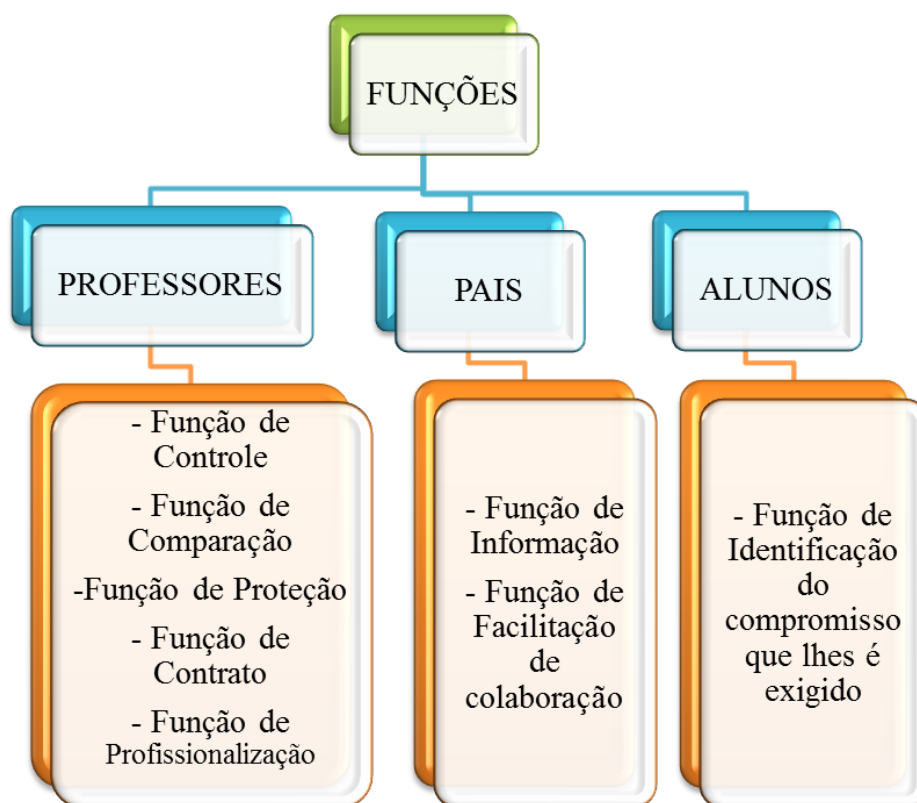 FUNÇÕES
PROFESSORES
PAIS
ALUNOS
- Função de
Controle
- Função de
Comparação
-Função de Proteção
- Função de
Contrato
- Função de
Profissionalização
- Função de
Informação
- Função de
Facilitação
de
colaboração
- Função de
Identificação
do
compromisso
que lhes é
exigido